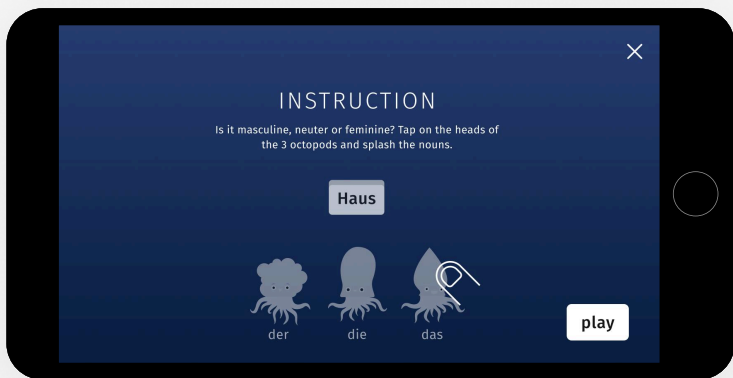 INSTRUCTION
Is it masculine, neuter or feminine? Tap on the heads of
the 3 octopods and splash the nouns.
Haus
der die das
play